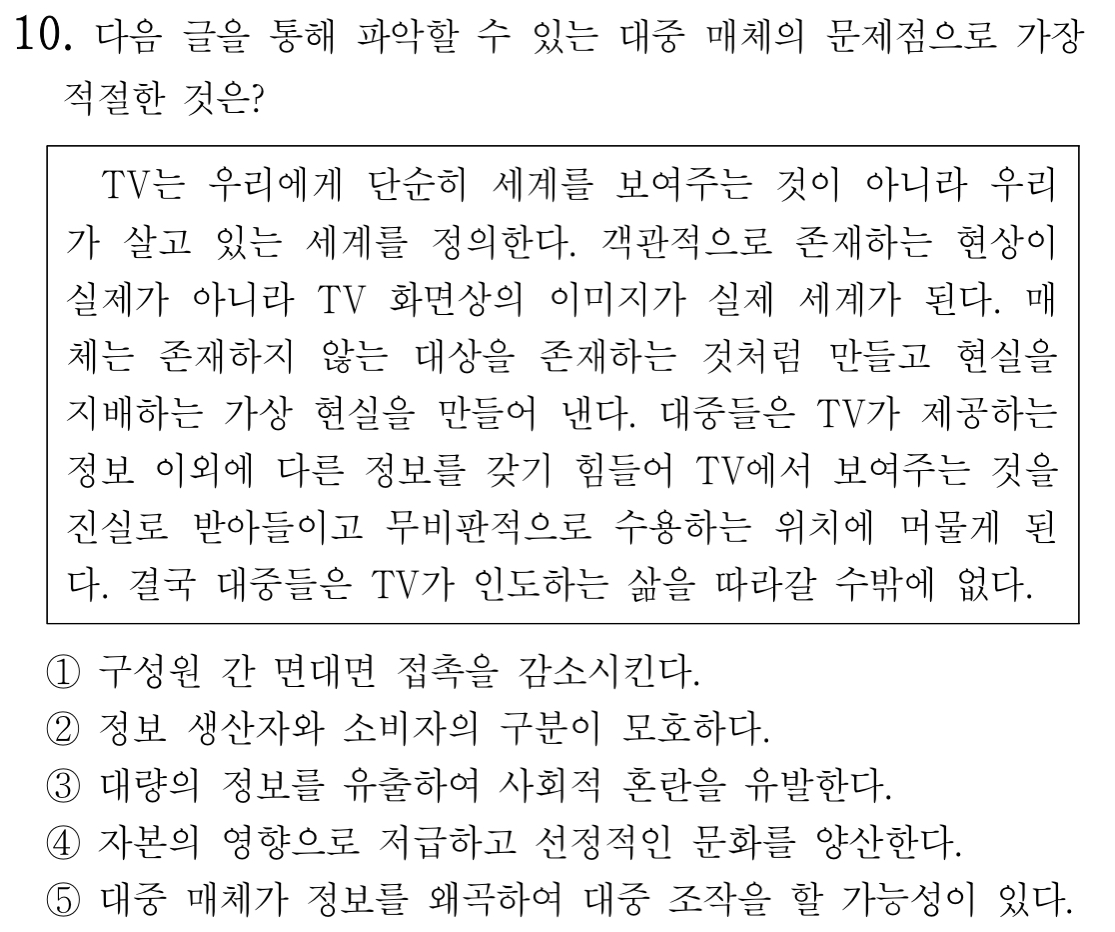 10. 다음 글을 통해 파악할 수 있는 대중 매체의 문제점으로 가장
적절한 것은?
TV는 우리에게 단순히 세계를 보여주는 것이 아니라 우리
가 살고 있는 세계를 정의한다. 객관적으로 존재하는 현상이
실제가 아니라 TV 화면상의 이미지가 실제 세계가 된다. 매
체는 존재하지 않는 대상을 존재하는 것처럼 만들고 현실을
지배하는 가상 현실을 만들어 낸다. 대중들은 TV가 제공하는
정보 이외에 다른 정보를 갖기 힘들어 TV에서 보여주는 것을
진실로 받아들이고 무비판적으로 수용하는 위치에 머물게 된
다. 결국 대중들은 TV가 인도하는 삶을 따라갈 수밖에 없다.
① 구성원 간 면대면 접촉을 감소시킨다.
② 정보 생산자와 소비자의 구분이 모호하다.
③ 대량의 정보를 유출하여 사회적 혼란을 유발한다.
④ 자본의 영향으로 저급하고 선정적인 문화를 양산한다.
⑤ 대중 매체가 정보를 왜곡하여 대중 조작을 할 가능성이 있다.